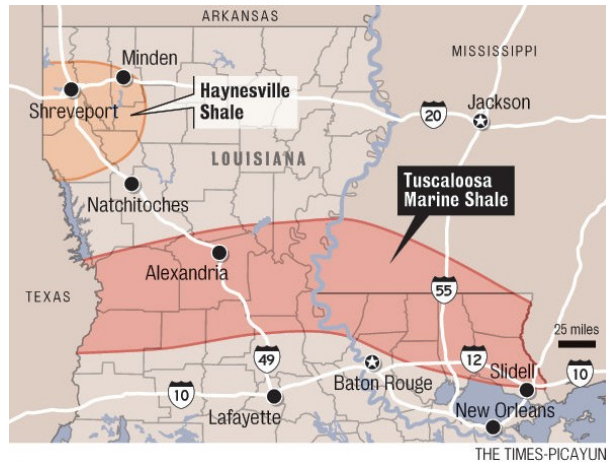 ARKANSAS
MISSISSIPPI
Minden
Haynesville
Shale
Shreveport
Jackson
20
LOUISIANA
Tuscaloosa
Marine Shale
Natchitoches
Alexandria
TEXAS
55
25 miles
49
12
Slidell
10
10
Baton Rouge
Lafayette
New Orleans
THE TIMES-PICAYUN